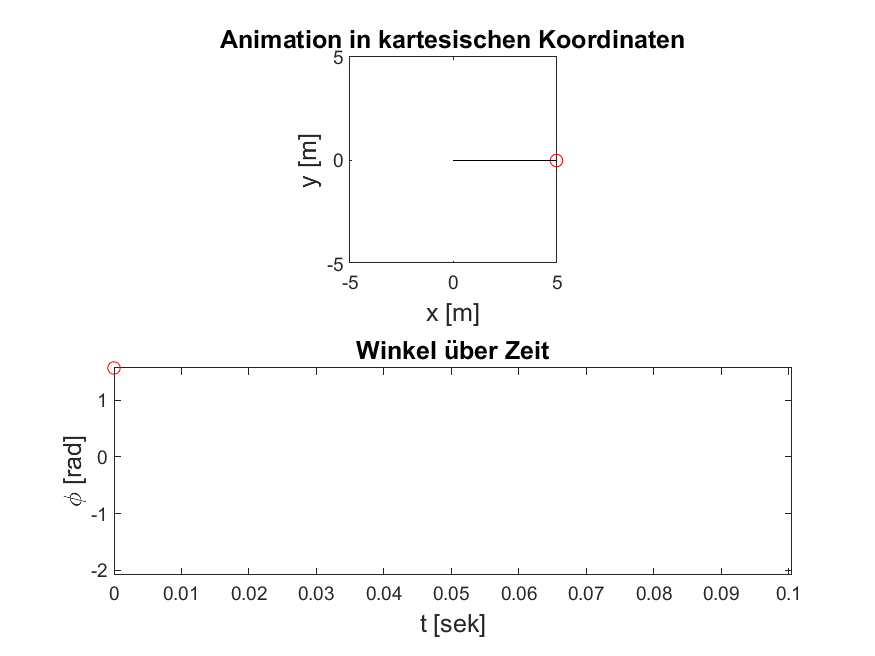 Animation in kartesischen Koordinaten
5
0
-5
y [m]
-5 0 5
x [m]
Winkel über Zeit
1
0
-1
-2
ϕ [rad]
0 0.01 0.02 0.03 0.04 0.05 0.06 0.07 0.08 0.09 0.1
t [sek]